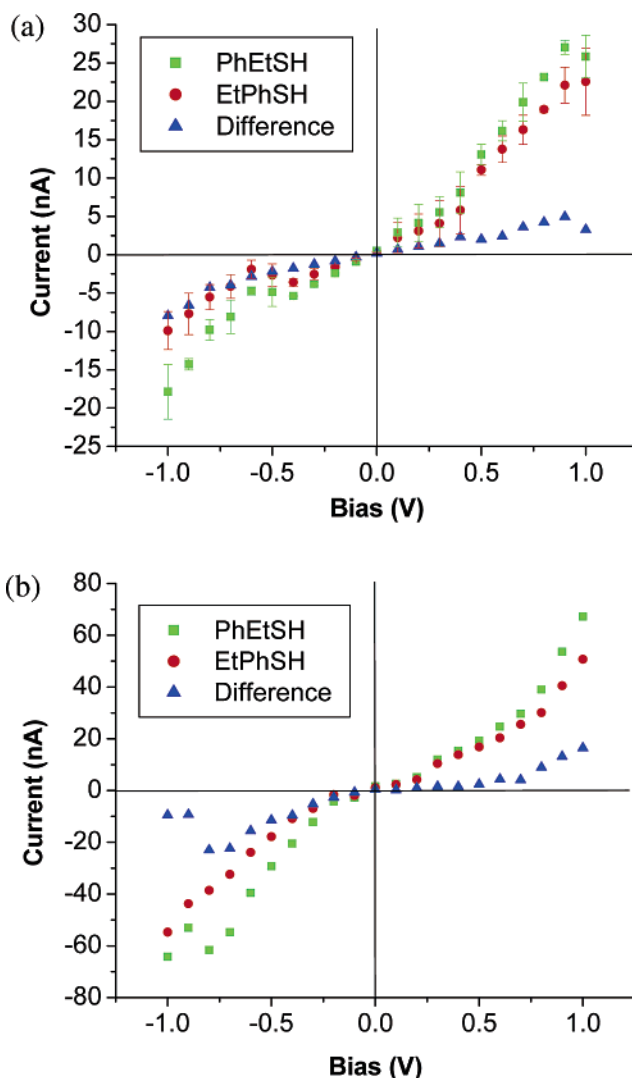 (a)
30
25
20
15
10
5
0
-5
-10
-15
-20
-25
PhEtSH
EtPhSH
Difference
Current (nA)
-1.0 -0.5 0.0 0.5 1.0
Bias (V)
(b)
80
60
40
20
0
-20
-40
-60
-80
PhEtSH
EtPhSH
Difference
Current (nA)
-1.0 -0.5 0.0 0.5 1.0
Bias (V)